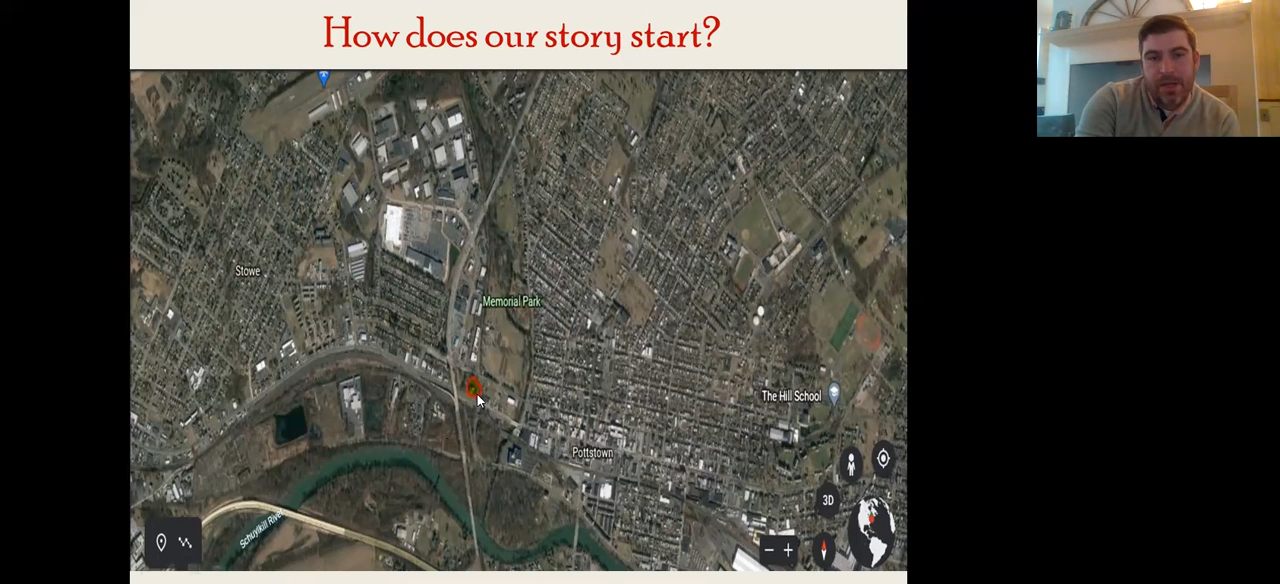 How does our story start?
Stowe
Memorial Park
The Hill School
Pottstown
3D
Schuylkill River